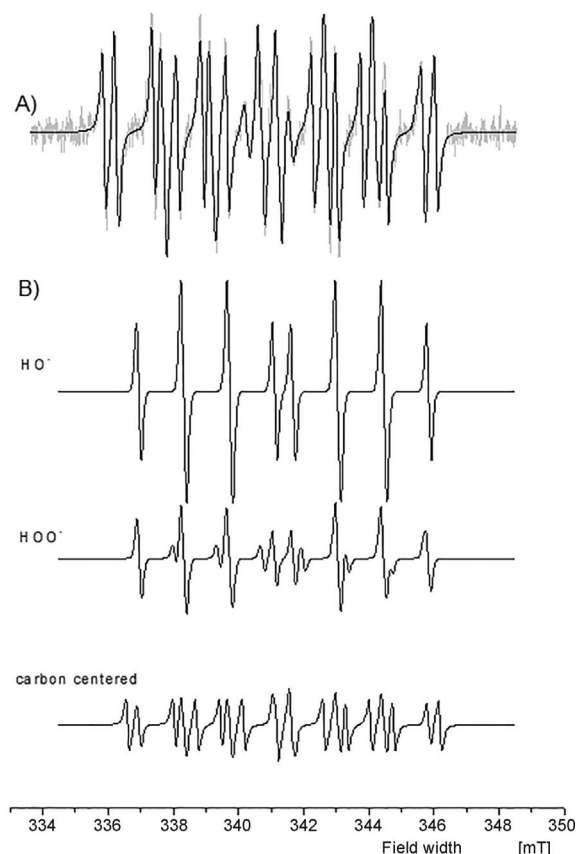 A)
B)
HO-
HOO-
carbon centered
334 336 338 340 342 344 346 348 350
Field width [mT]